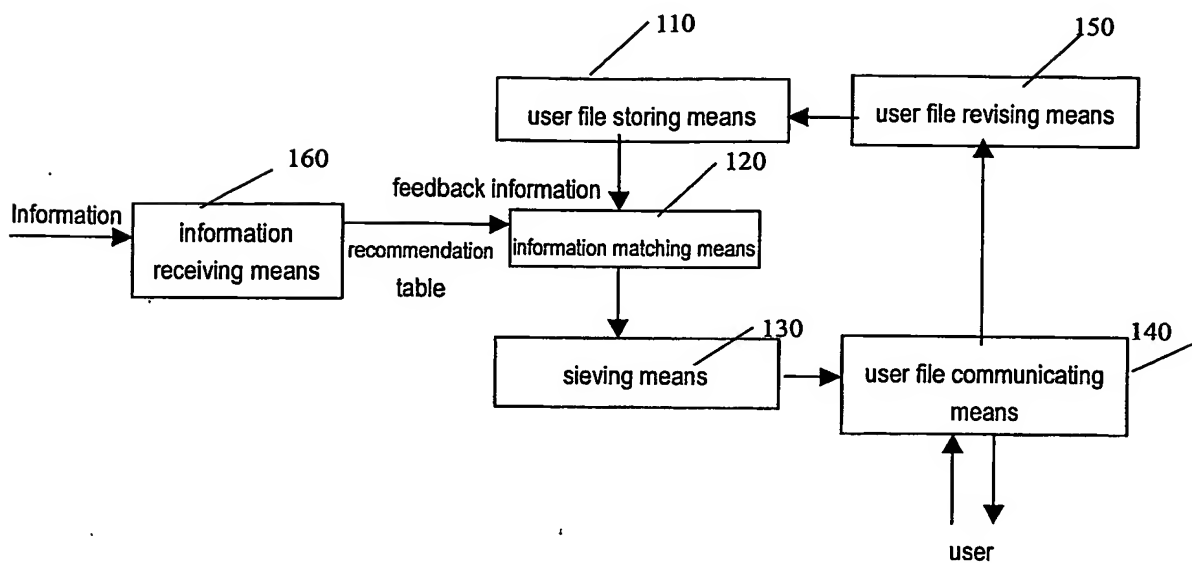 110
150
user file storing means
user file revising means
160
120
feedback information
Information
information
receiving means
recommendation
table
information matching means
130
140
sieving means
user file communicating
means
user